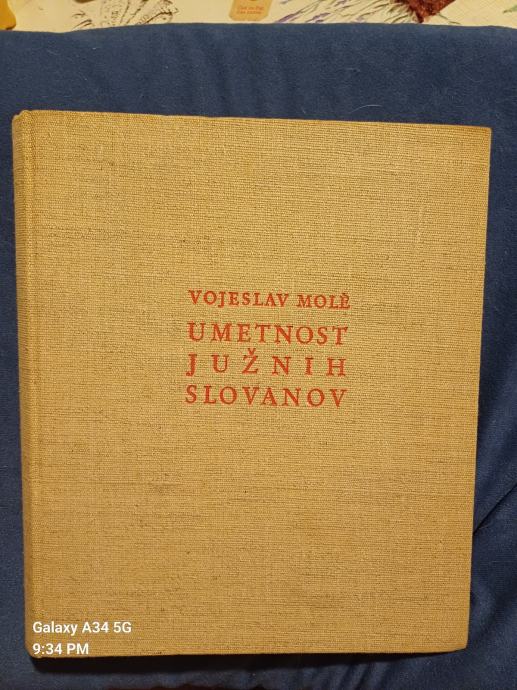 VOJESLAV MOLÈ
UMETNOST
JUŽNIH
SLOVANOV
Galaxy A34 5G
9:34 PM